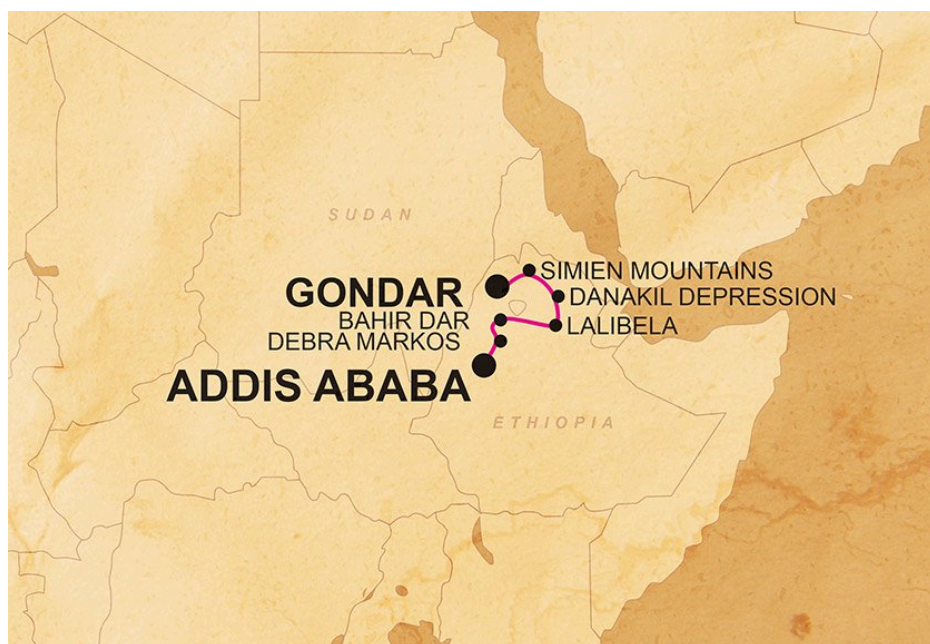 SUDAN
SIMIEN MOUNTAINS
GONDAR
DANAKIL DEPRESSION
BAHIR DAR
LALIBELA
DEBRA MARKOS
ADDIS ABABA
ETHIOPIA